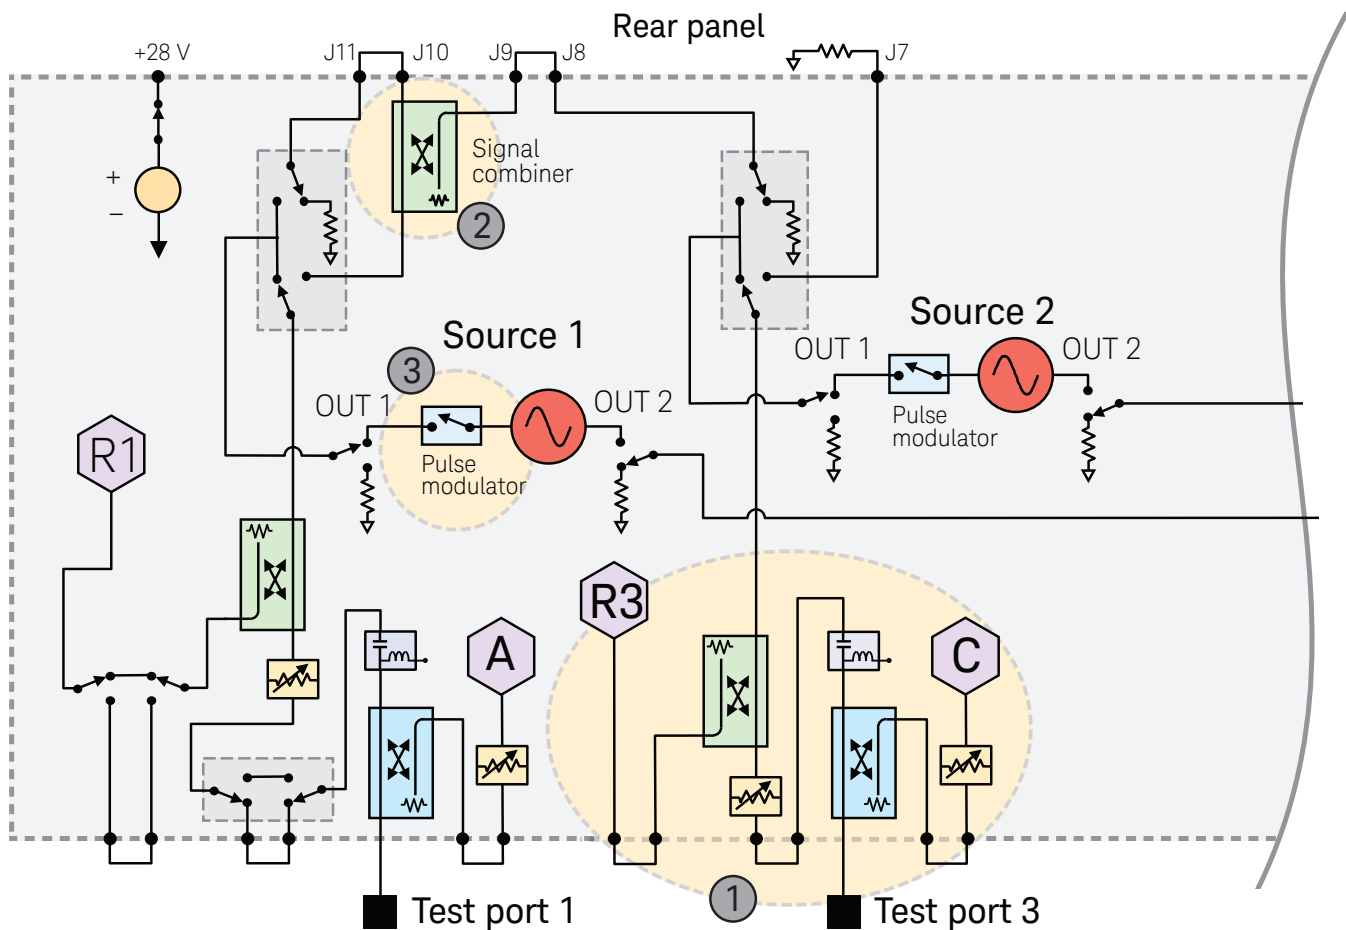 Rear panel
+28 V
J11
J10
J9
J8
J7
+
−
Signal
combiner
2
Source 1
3
OUT 1
OUT 2
Pulse
modulator
Source 2
OUT 1
OUT 2
Pulse
modulator
R1
R3
A
C
1
Test port 1
Test port 3